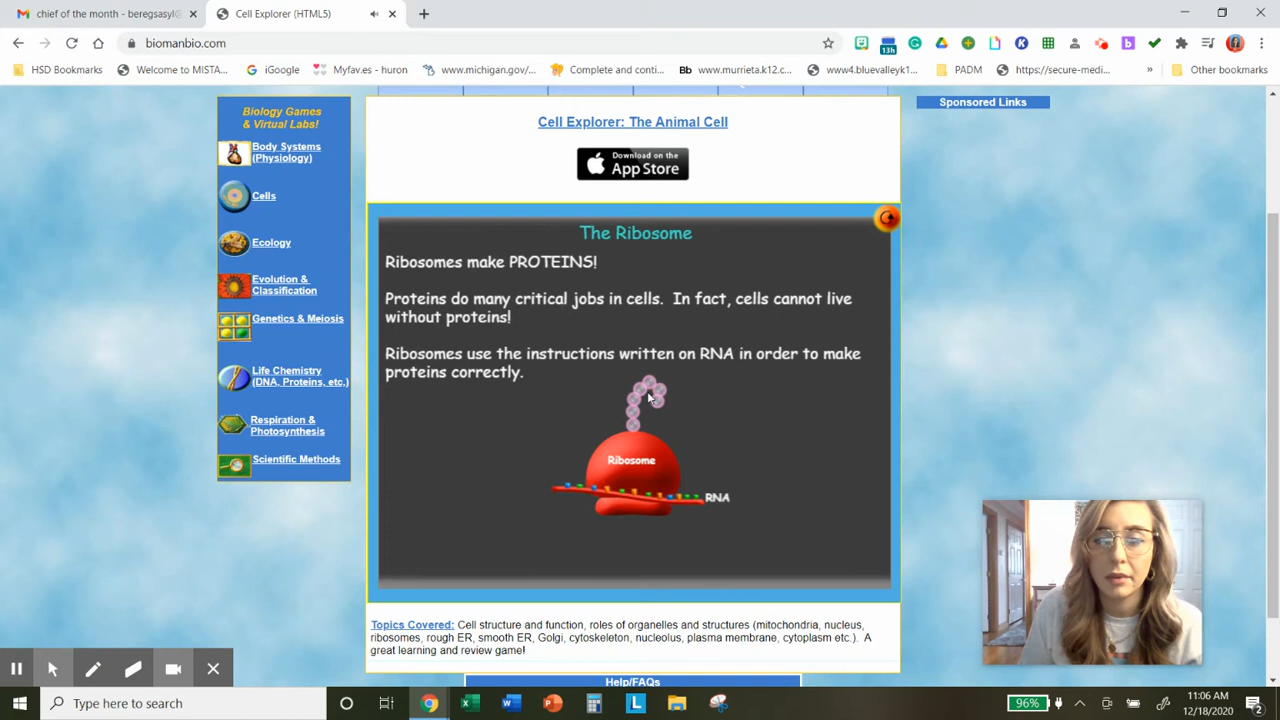 chief of the month - beregsasyl@
Cell Explorer (HTML5)
biomanbio.com
13h
HSD Bookmarks
Welcome to MISTA...
iGoogle
Myfav.es - huron
www.michigan.gov/...
Complete and conti...
Bb www.murrieta.k12.c...
www4.bluevalleyk1...
PADM
https://secure-medi...
»
Other bookmarks
Biology Games
& Virtual Labs!
Body Systems
(Physiology)
Cells
Ecology
Evolution &
Classification
Genetics & Meiosis
Life Chemistry
(DNA, Proteins, etc,)
Respiration &
Photosynthesis
Scientific Methods
Cell Explorer: The Animal Cell
Download on the
App Store
Sponsored Links
The Ribosome
Ribosomes make PROTEINS!
Proteins do many critical jobs in cells. In fact, cells cannot live
without proteins!
Ribosomes use the instructions written on RNA in order to make
proteins correctly.
Ribosome
RNA
Topics Covered: Cell structure and function, roles of organelles and structures (mitochondria, nucleus,
ribosomes, rough ER, smooth ER, Golgi, cytoskeleton, nucleolus, plasma membrane, cytoplasm etc.). A
great learning and review game!
Help/FAQs
Type here to search
96%
11:06 AM
12/18/2020
2